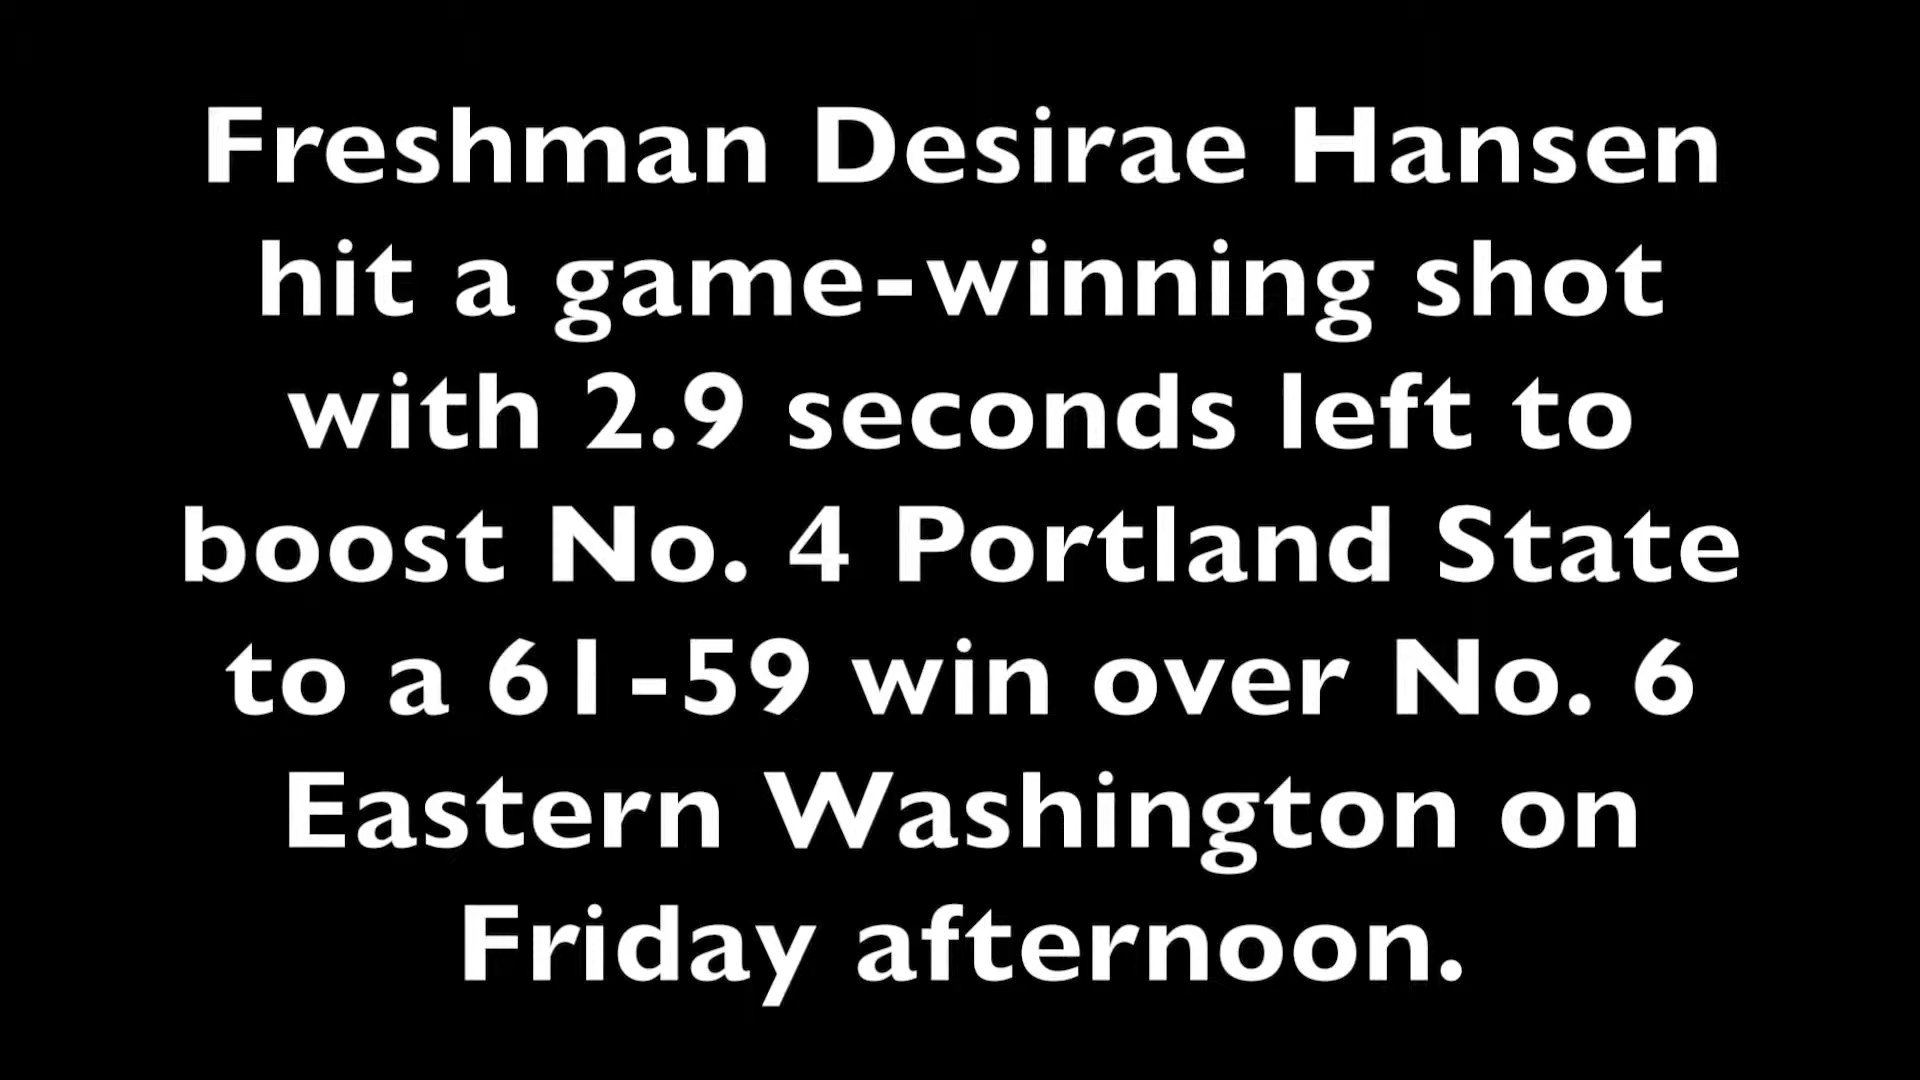 Freshman Desirae Hansen
hit a game-winning shot
with 2.9 seconds left to
boost No. 4 Portland State
to a 61-59 win over No. 6
Eastern Washington on
Friday afternoon.